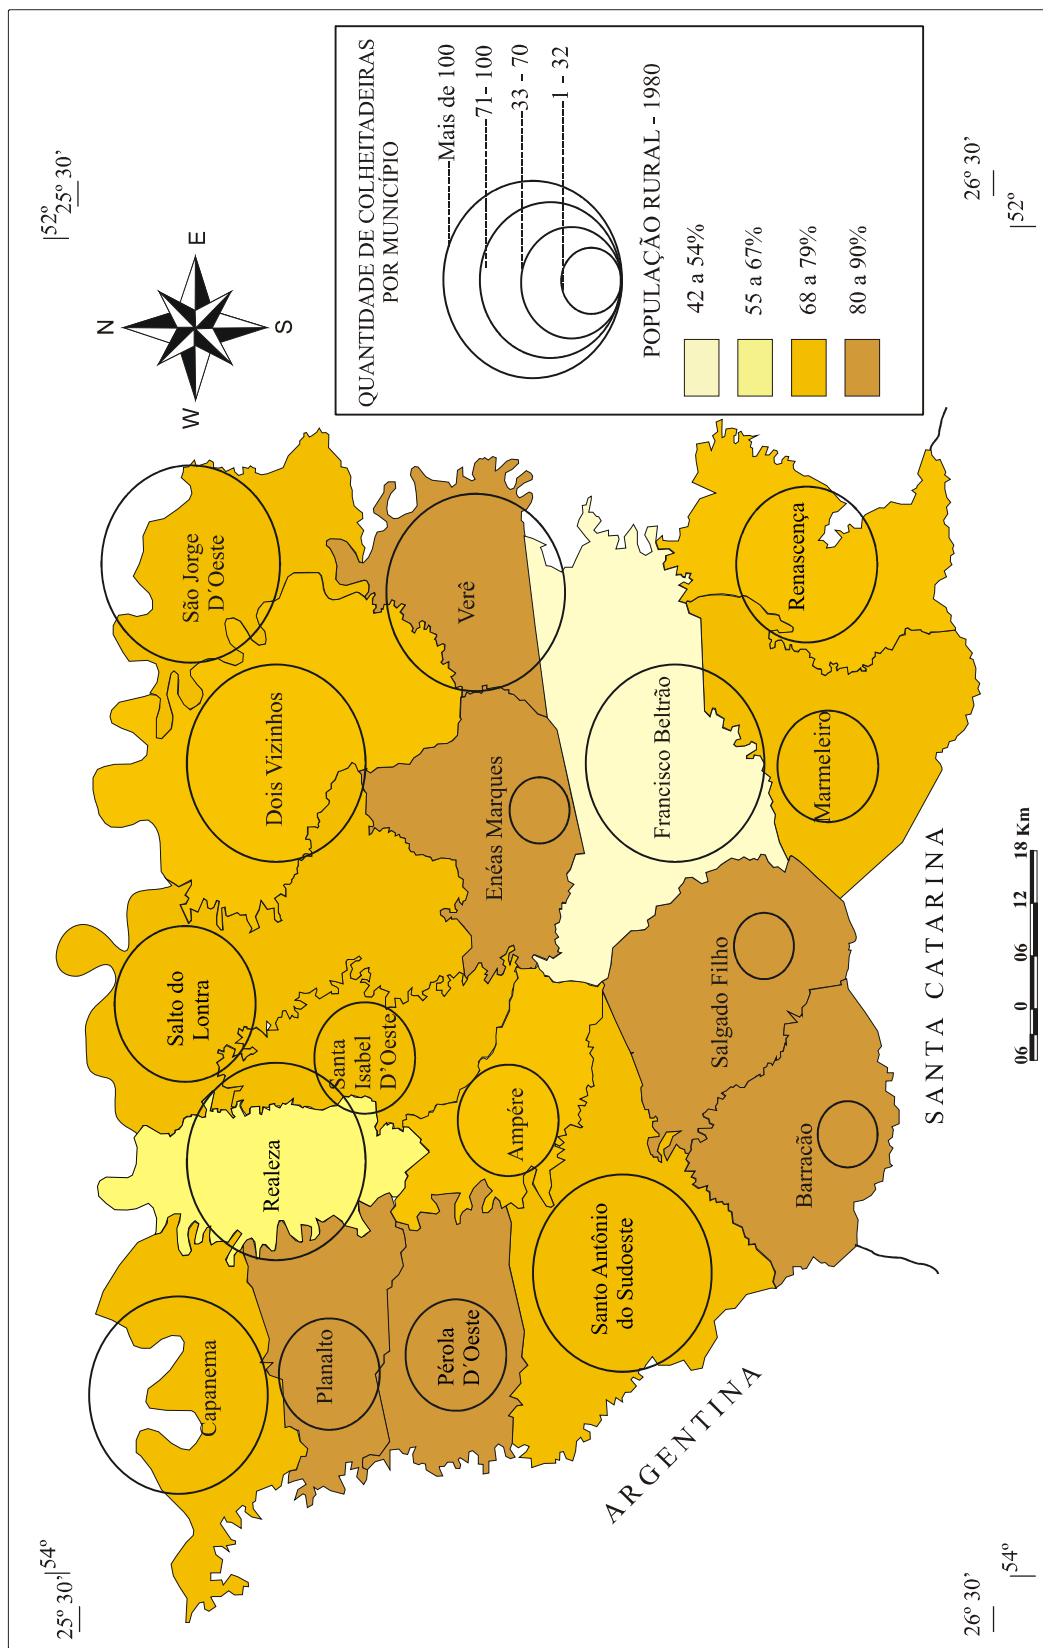 52º
25º 30'
25º 30'
54º
N
E
S
W
QUANTIDADE DE COLHEITADEIRAS
POR MUNICÍPIO
Mais de 100
71- 100
33 - 70
1 - 32
POPULAÇÃO RURAL - 1980
42 a 54%
55 a 67%
68 a 79%
80 a 90%
São Jorge
D´Oeste
Dois Vizinhos
Verê
Salto do
Lontra
Enéas Marques
Francisco Beltrão
Renascença
Marmeleiro
Santa
Isabel
D'Oeste
Realeza
Ampére
Salgado Filho
Barracão
Capanema
Planalto
Pérola
D´Oeste
Santo Antônio
do Sudoeste
ARGENTINA
SANTA CATARINA
06
0
06
12
18 Km
26º 30'
54º
26º 30'
52º